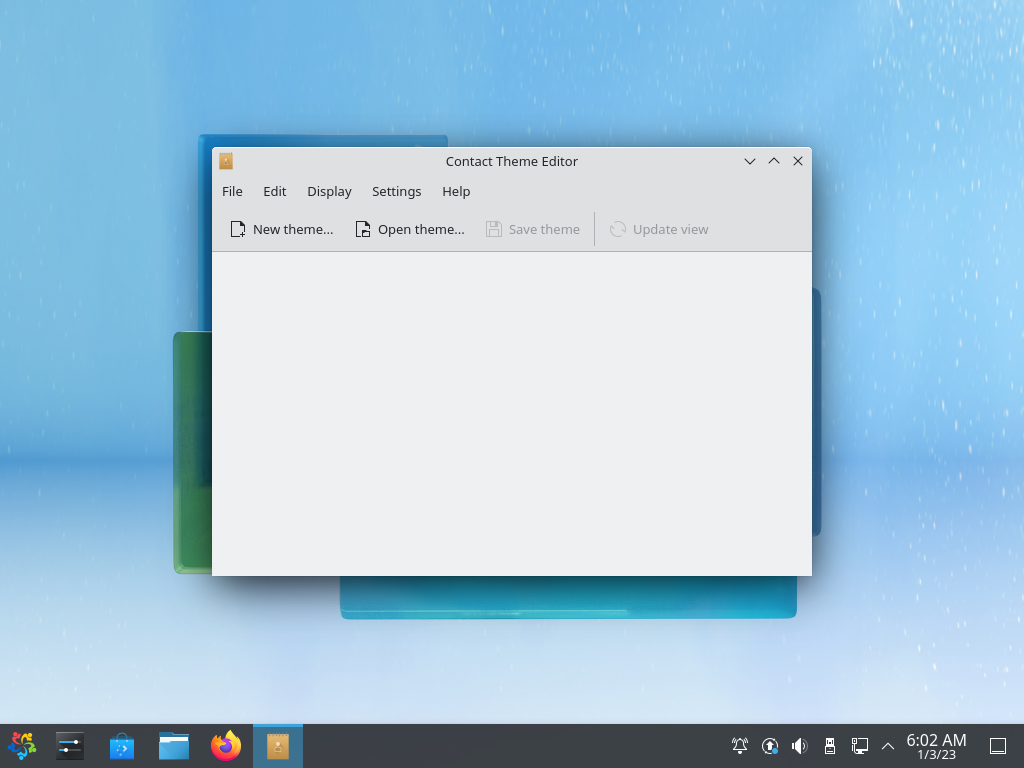 Contact Theme Editor
File Edit Display Settings Help
New theme... Open theme... Save theme Update view
6:02 AM
1/3/23